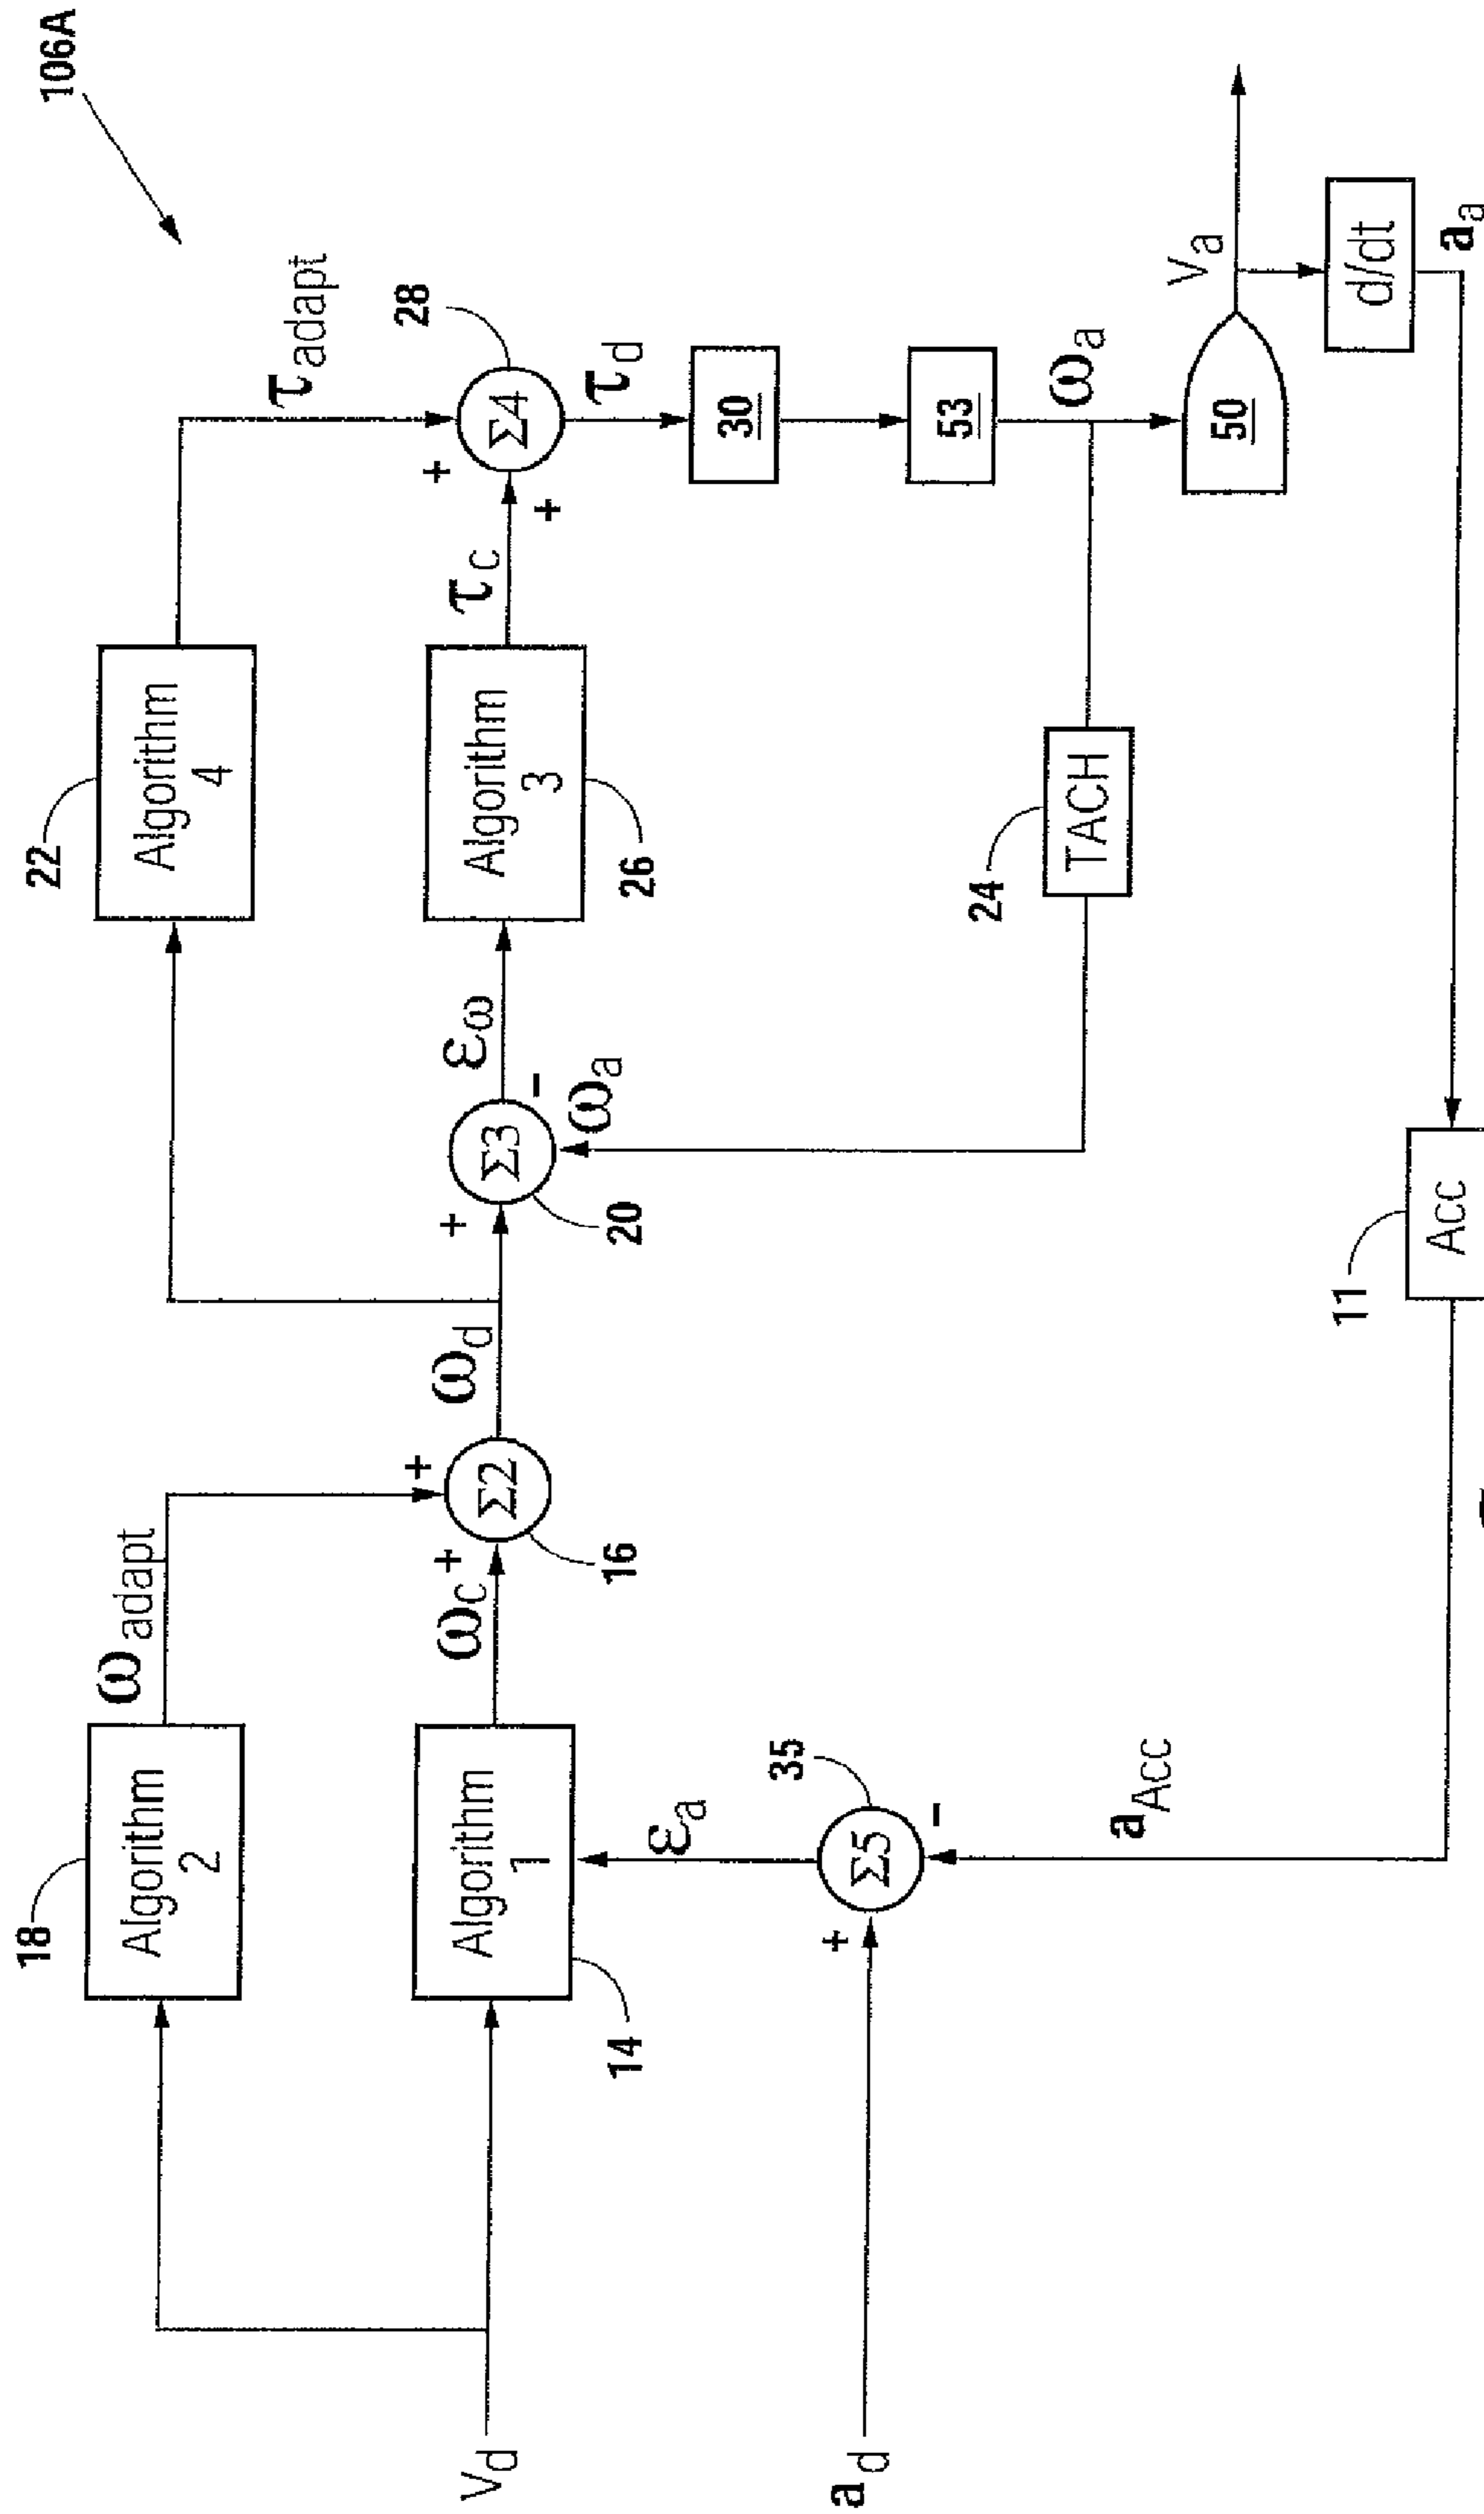 106A
22
Algorithm
4
τadapt
28
18
Algorithm
2
ωadapt
Vd
14
Algorithm
1
ωc
+
+
Σ2
16
ωd
+
Σ3
20
-
εω
ωa
Algorithm
3
26
τc
+
+
Σ4
τd
30
53
ωa
24
TACH
50
Va
d/dt
aa
ad
+
Σ5
35
-
εa
aAcc
11
Acc